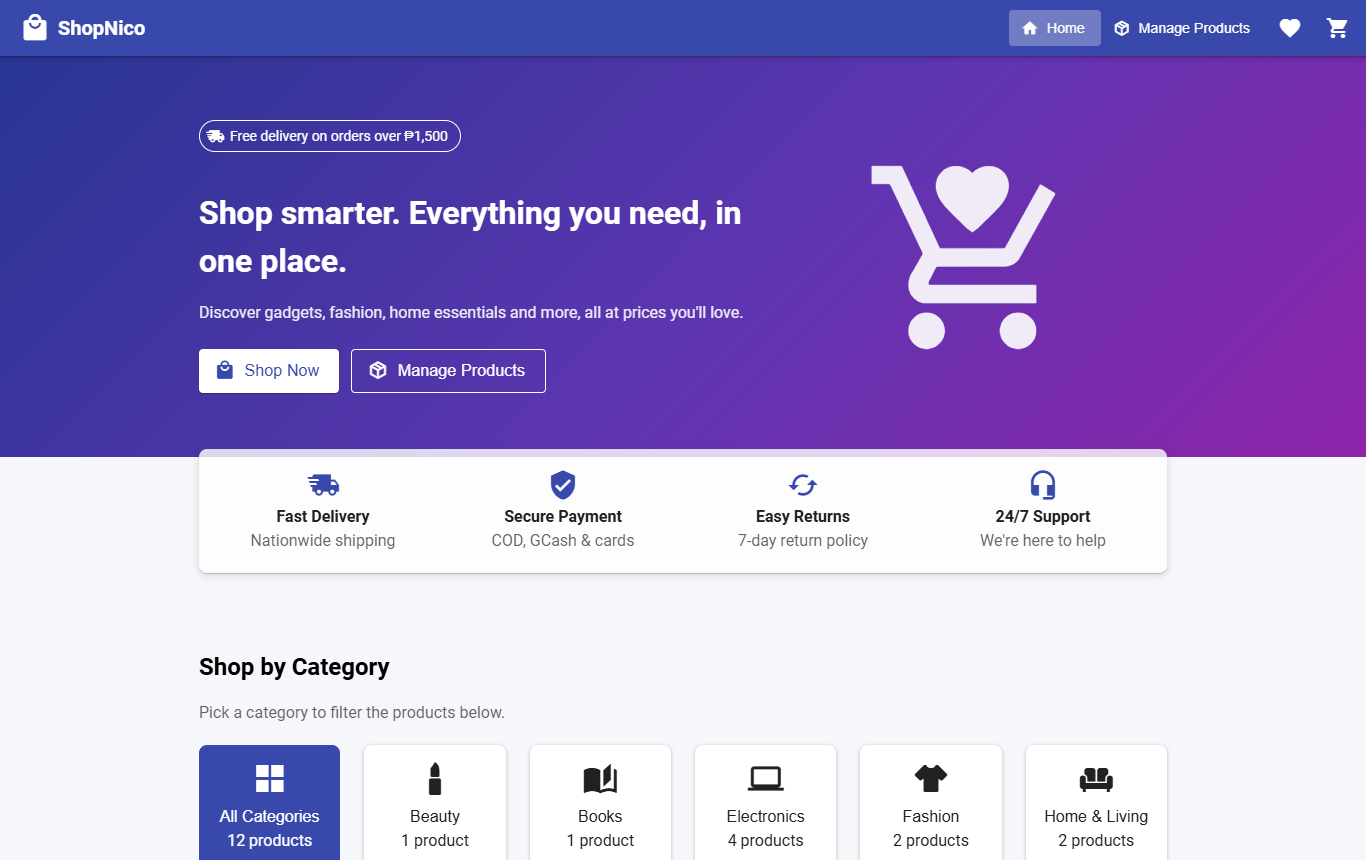 ShopNico
Home
Manage Products
Free delivery on orders over ₱1,500
Shop smarter. Everything you need, in
one place.
Discover gadgets, fashion, home essentials and more, all at prices you'll love.
Shop Now
Manage Products
Fast Delivery
Nationwide shipping
Secure Payment
COD, GCash & cards
Easy Returns
7-day return policy
24/7 Support
We're here to help
Shop by Category
Pick a category to filter the products below.
All Categories
12 products
Beauty
1 product
Books
1 product
Electronics
4 products
Fashion
2 products
Home & Living
2 products